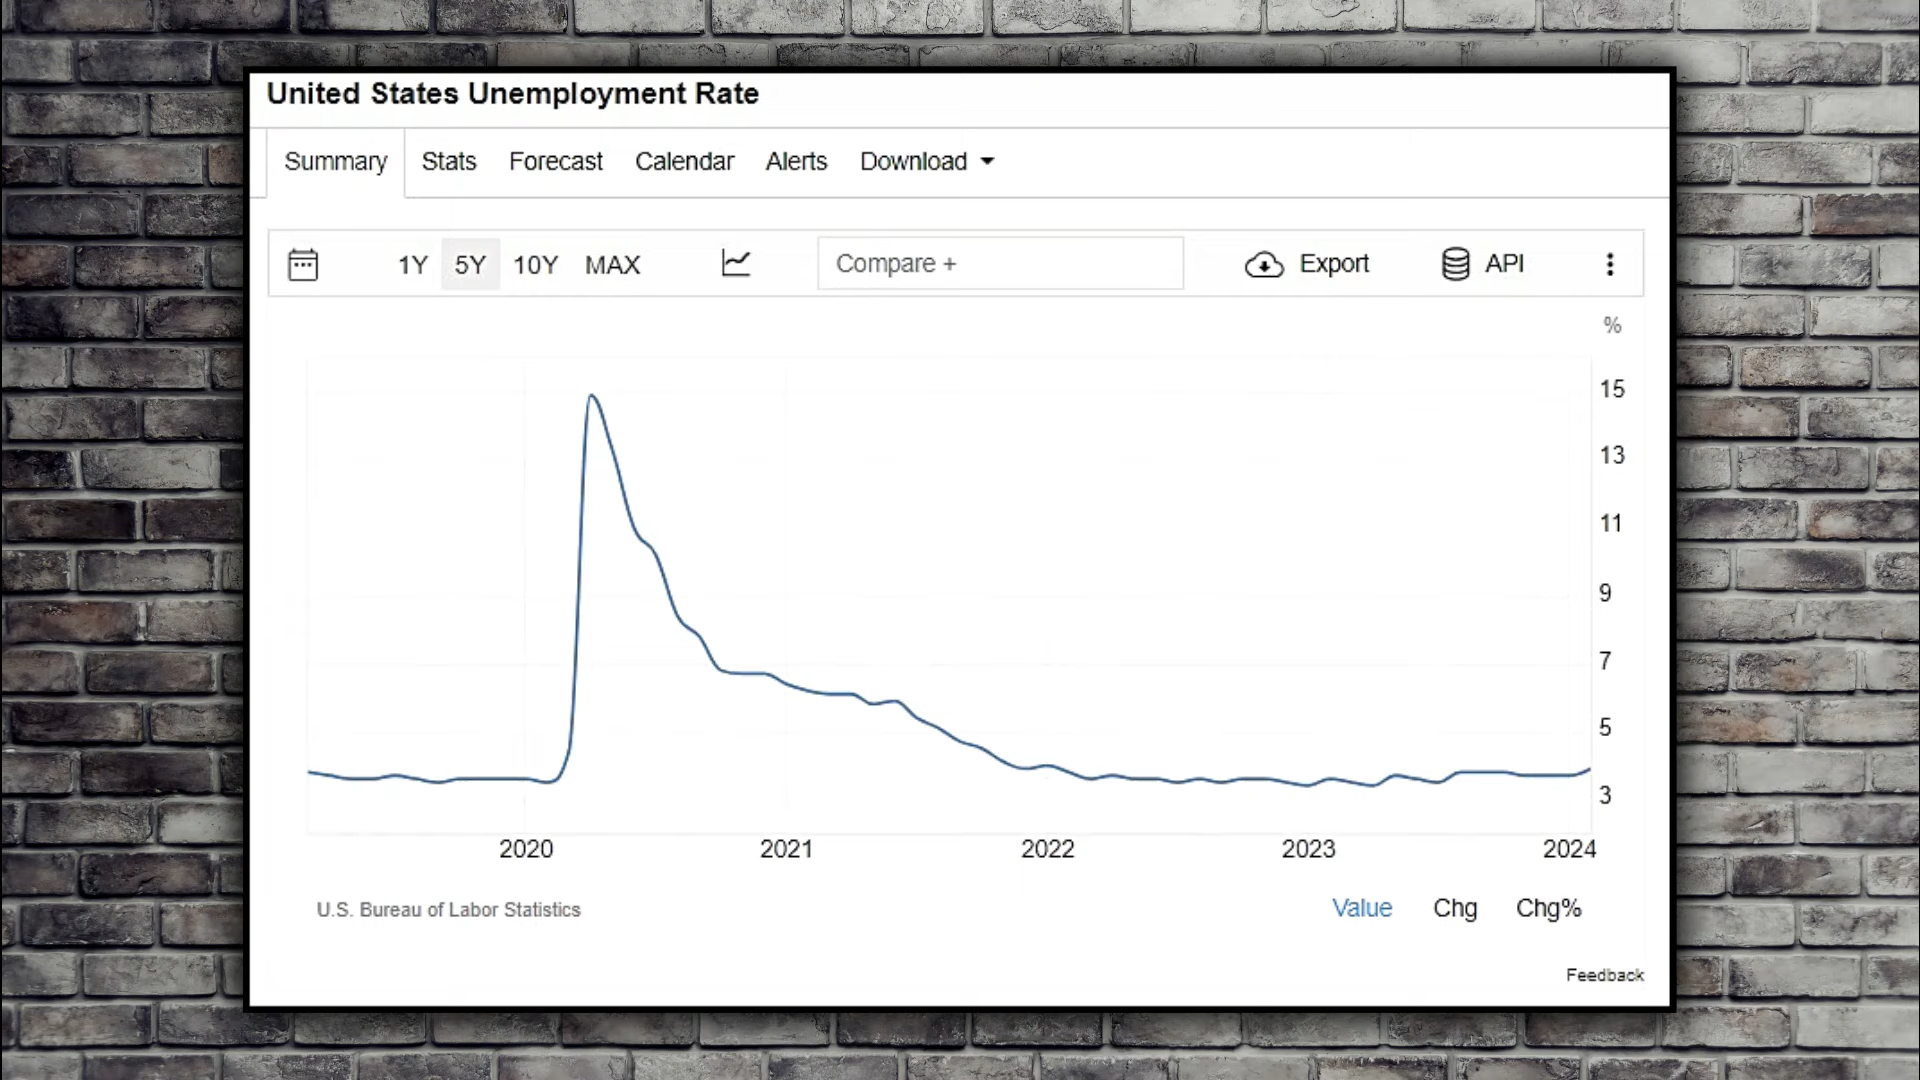 United States Unemployment Rate
Summary Stats Forecast Calendar Alerts Download
1Y 5Y 10Y MAX Compare + Export API
%
15
13
11
9
7
5
3
2020 2021 2022 2023 2024
U.S. Bureau of Labor Statistics Value Chg Chg%
Feedback